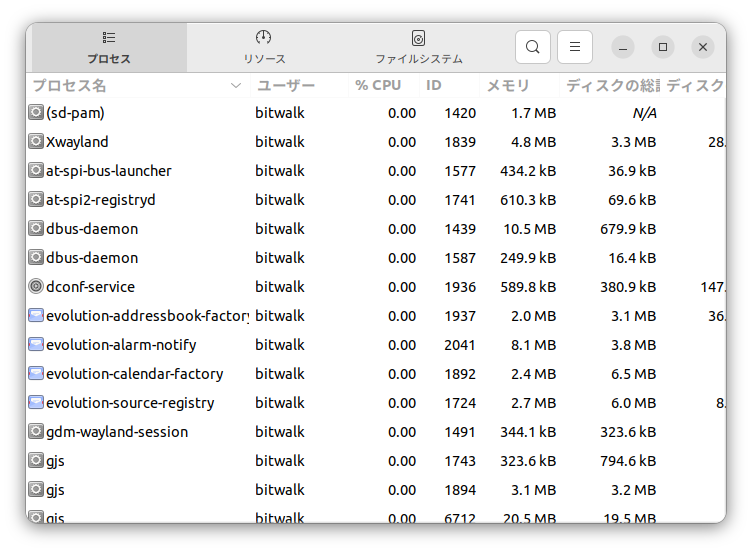 プロセス リソース ファイルシステム
プロセス名 ユーザー % CPU ID メモリ ディスクの総 ディスク
(sd-pam) bitwalk 0.00 1420 1.7 MB N/A
Xwayland bitwalk 0.00 1839 4.8 MB 3.3 MB 28.
at-spi-bus-launcher bitwalk 0.00 1577 434.2 kB 36.9 kB
at-spi2-registryd bitwalk 0.00 1741 610.3 kB 69.6 kB
dbus-daemon bitwalk 0.00 1439 10.5 MB 679.9 kB
dbus-daemon bitwalk 0.00 1587 249.9 kB 16.4 kB
dconf-service bitwalk 0.00 1936 589.8 kB 380.9 kB 147.
evolution-addressbook-factory bitwalk 0.00 1937 2.0 MB 3.1 MB 36.
evolution-alarm-notify bitwalk 0.00 2041 8.1 MB 3.8 MB
evolution-calendar-factory bitwalk 0.00 1892 2.4 MB 6.5 MB
evolution-source-registry bitwalk 0.00 1724 2.7 MB 6.0 MB 8.
gdm-wayland-session bitwalk 0.00 1491 344.1 kB 323.6 kB
gjs bitwalk 0.00 1743 323.6 kB 794.6 kB
gjs bitwalk 0.00 1894 3.1 MB 3.2 MB
gjs bitwalk 0.00 6712 20.5 MB 19.5 MB